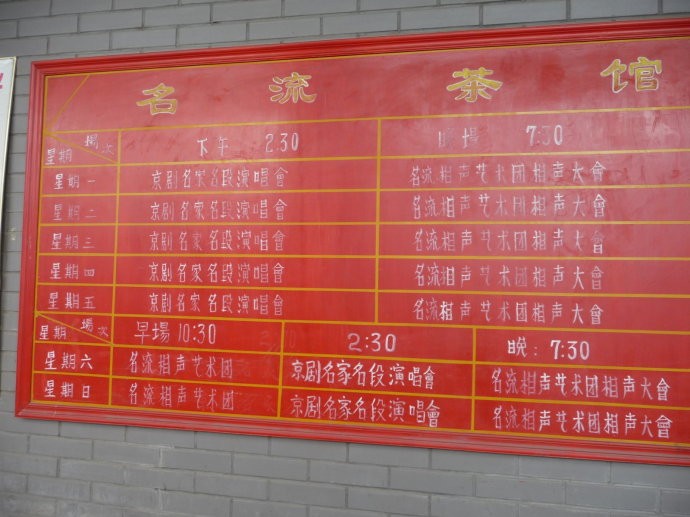 名流茶馆
星期 場次 下午 2.30 晚場 7:30
星期一 京剧名家名段演唱會 名流相声艺术团相声大會
星期二 京剧名家名段演唱會 名流相声艺术团相声大會
星期三 京剧名家名段演唱會 名流相声艺术团相声大會
星期四 京剧名家名段演唱會 名流相声艺术团相声大會
星期五 京剧名家名段演唱會 名流相声艺术团相声大會
星期 場次 早場 10:30 2:30 晚: 7:30
星期六 名流相声艺术团 京剧名家名段演唱會 名流相声艺术团相声大會
星期日 名流相声艺术团 京剧名家名段演唱會 名流相声艺术团相声大會